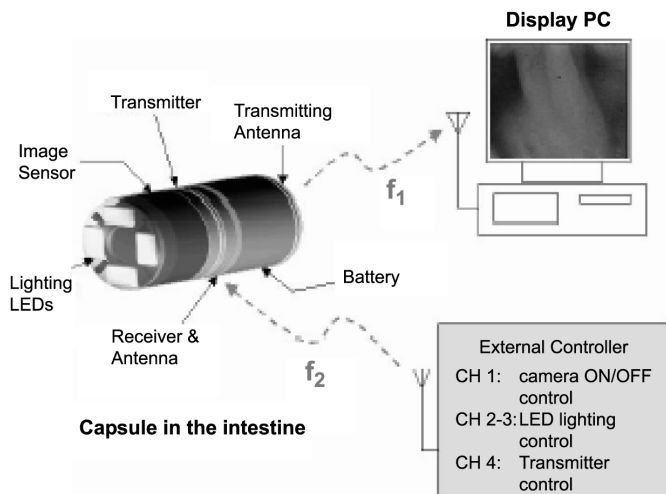 Display PC
Transmitter
Transmitting
Antenna
Image
Sensor
f1
Lighting
LEDs
Battery
Receiver &
Antenna
f2
Capsule in the intestine
External Controller
CH 1: camera ON/OFF
control
CH 2-3: LED lighting
control
CH 4: Transmitter
control